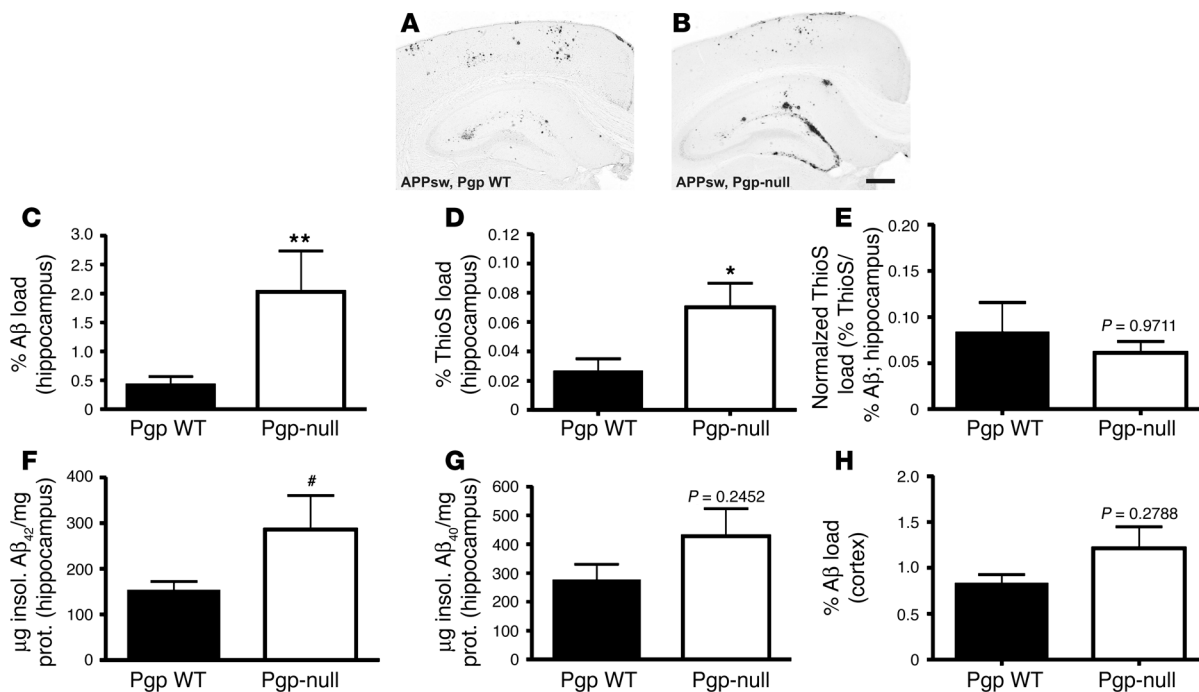 A
B
APPsw, Pgp WT
APPsw, Pgp-null
C
% Aβ load
(hippocampus)
3.0
2.5
2.0
1.5
1.0
0.5
0
**
Pgp WT
Pgp-null
D
% ThioS load
(hippocampus)
0.12
0.10
0.08
0.06
0.04
0.02
0
*
Pgp WT
Pgp-null
E
Normalzed ThioS
load (% ThioS/
% Aβ; hippocampus)
0.20
0.15
0.10
0.05
0
P = 0.9711
Pgp WT
Pgp-null
F
μg insol. Aβ42/mg
prot. (hippocampus)
400
300
200
100
0
#
Pgp WT
Pgp-null
G
μg insol. Aβ40/mg
prot. (hippocampus)
600
500
400
300
200
100
0
P = 0.2452
Pgp WT
Pgp-null
H
% Aβ load
(cortex)
2.0
1.5
1.0
0.5
0
P = 0.2788
Pgp WT
Pgp-null